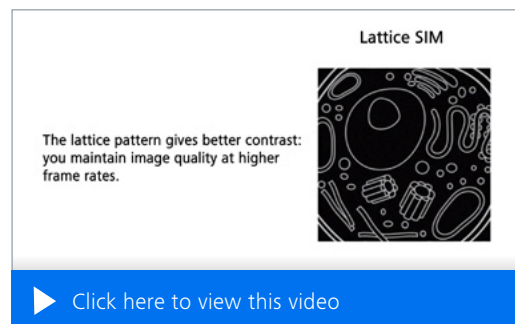 Lattice SIM
The lattice pattern gives better contrast:
you maintain image quality at higher
frame rates.
Click here to view this video